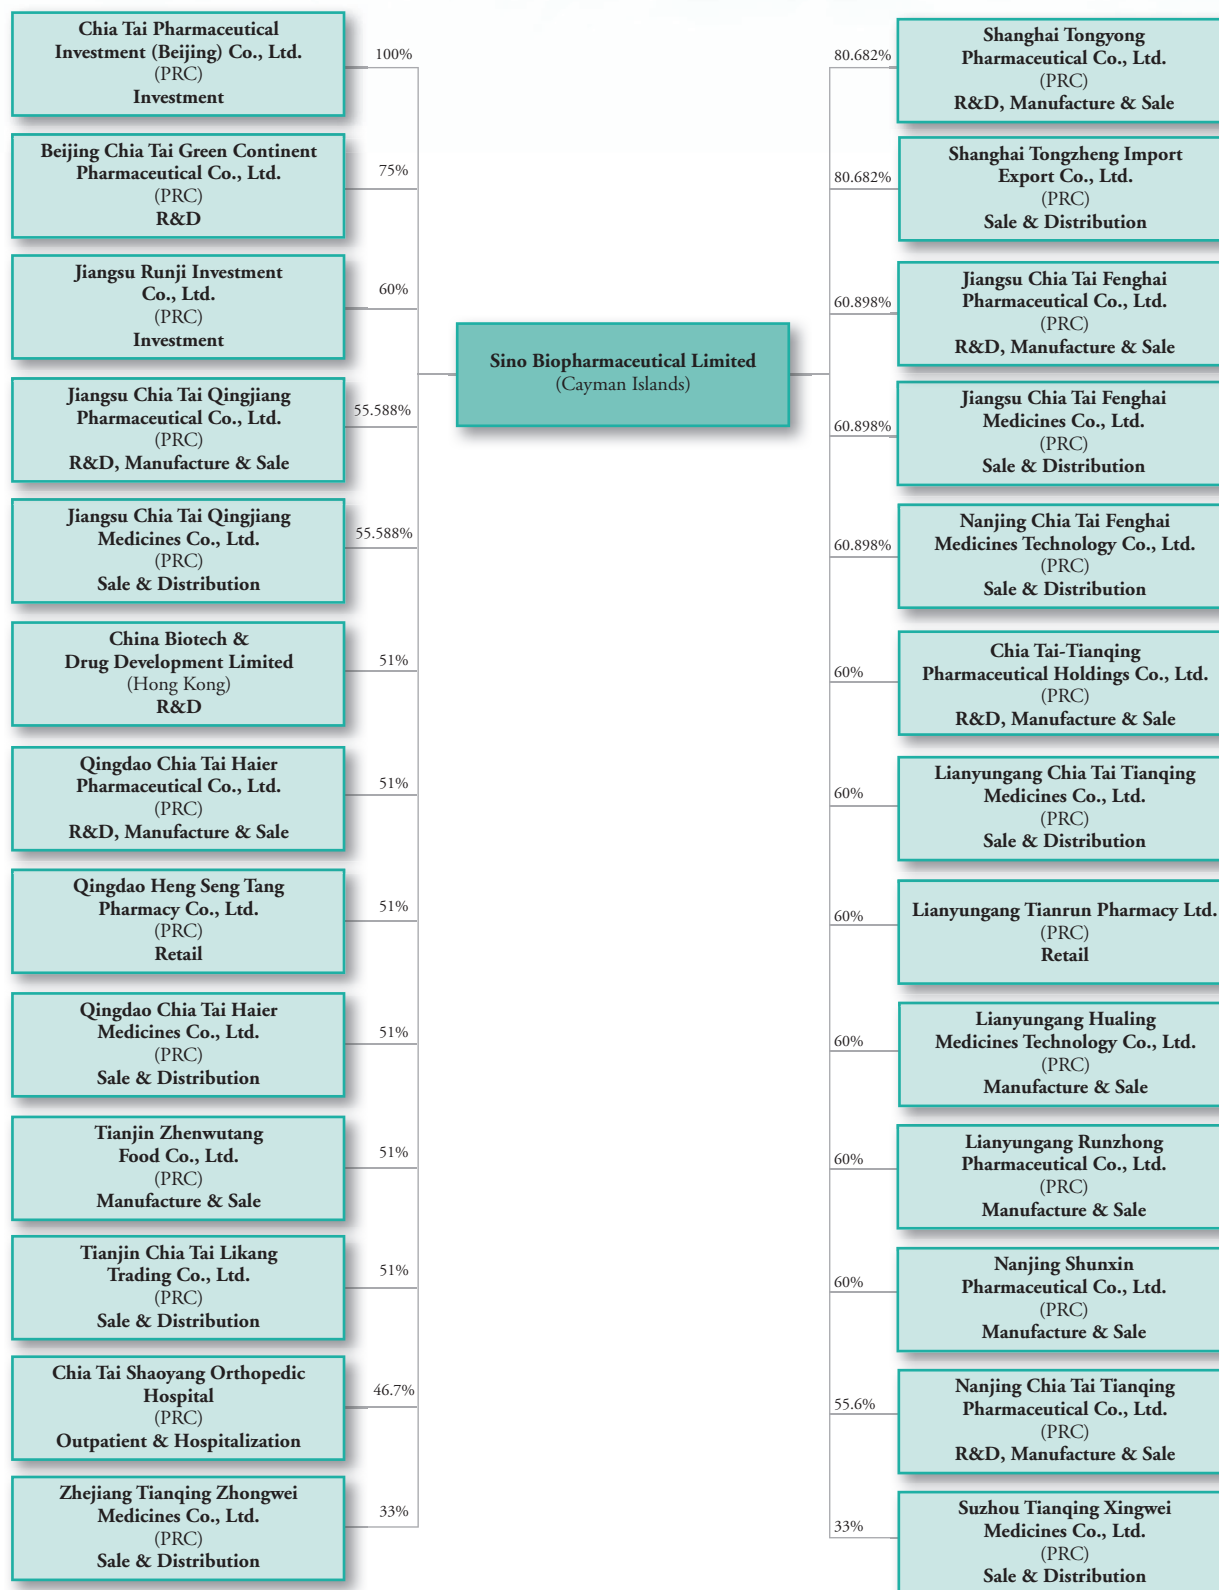 Chia Tai Pharmaceutical
Investment (Beijing) Co., Ltd.
(PRC)
Investment
100%
Beijing Chia Tai Green Continent
Pharmaceutical Co., Ltd.
(PRC)
R&D
75%
Jiangsu Runji Investment
Co., Ltd.
(PRC)
Investment
60%
Jiangsu Chia Tai Qingjiang
Pharmaceutical Co., Ltd.
(PRC)
R&D, Manufacture & Sale
55.588%
Jiangsu Chia Tai Qingjiang
Medicines Co., Ltd.
(PRC)
Sale & Distribution
55.588%
China Biotech &
Drug Development Limited
(Hong Kong)
R&D
51%
Qingdao Chia Tai Haier
Pharmaceutical Co., Ltd.
(PRC)
R&D, Manufacture & Sale
51%
Qingdao Heng Seng Tang
Pharmacy Co., Ltd.
(PRC)
Retail
51%
Qingdao Chia Tai Haier
Medicines Co., Ltd.
(PRC)
Sale & Distribution
51%
Tianjin Zhenwutang
Food Co., Ltd.
(PRC)
Manufacture & Sale
51%
Tianjin Chia Tai Likang
Trading Co., Ltd.
(PRC)
Sale & Distribution
51%
Chia Tai Shaoyang Orthopedic
Hospital
(PRC)
Outpatient & Hospitalization
46.7%
Zhejiang Tianqing Zhongwei
Medicines Co., Ltd.
(PRC)
Sale & Distribution
33%
Sino Biopharmaceutical Limited
(Cayman Islands)
80.682%
Shanghai Tongyong
Pharmaceutical Co., Ltd.
(PRC)
R&D, Manufacture & Sale
80.682%
Shanghai Tongzheng Import
Export Co., Ltd.
(PRC)
Sale & Distribution
60.898%
Jiangsu Chia Tai Fenghai
Pharmaceutical Co., Ltd.
(PRC)
R&D, Manufacture & Sale
60.898%
Jiangsu Chia Tai Fenghai
Medicines Co., Ltd.
(PRC)
Sale & Distribution
60.898%
Nanjing Chia Tai Fenghai
Medicines Technology Co., Ltd.
(PRC)
Sale & Distribution
60%
Chia Tai-Tianqing
Pharmaceutical Holdings Co., Ltd.
(PRC)
R&D, Manufacture & Sale
60%
Lianyungang Chia Tai Tianqing
Medicines Co., Ltd.
(PRC)
Sale & Distribution
60%
Lianyungang Tianrun Pharmacy Ltd.
(PRC)
Retail
60%
Lianyungang Hualing
Medicines Technology Co., Ltd.
(PRC)
Manufacture & Sale
60%
Lianyungang Runzhong
Pharmaceutical Co., Ltd.
(PRC)
Manufacture & Sale
60%
Nanjing Shunxin
Pharmaceutical Co., Ltd.
(PRC)
Manufacture & Sale
55.6%
Nanjing Chia Tai Tianqing
Pharmaceutical Co., Ltd.
(PRC)
R&D, Manufacture & Sale
33%
Suzhou Tianqing Xingwei
Medicines Co., Ltd.
(PRC)
Sale & Distribution